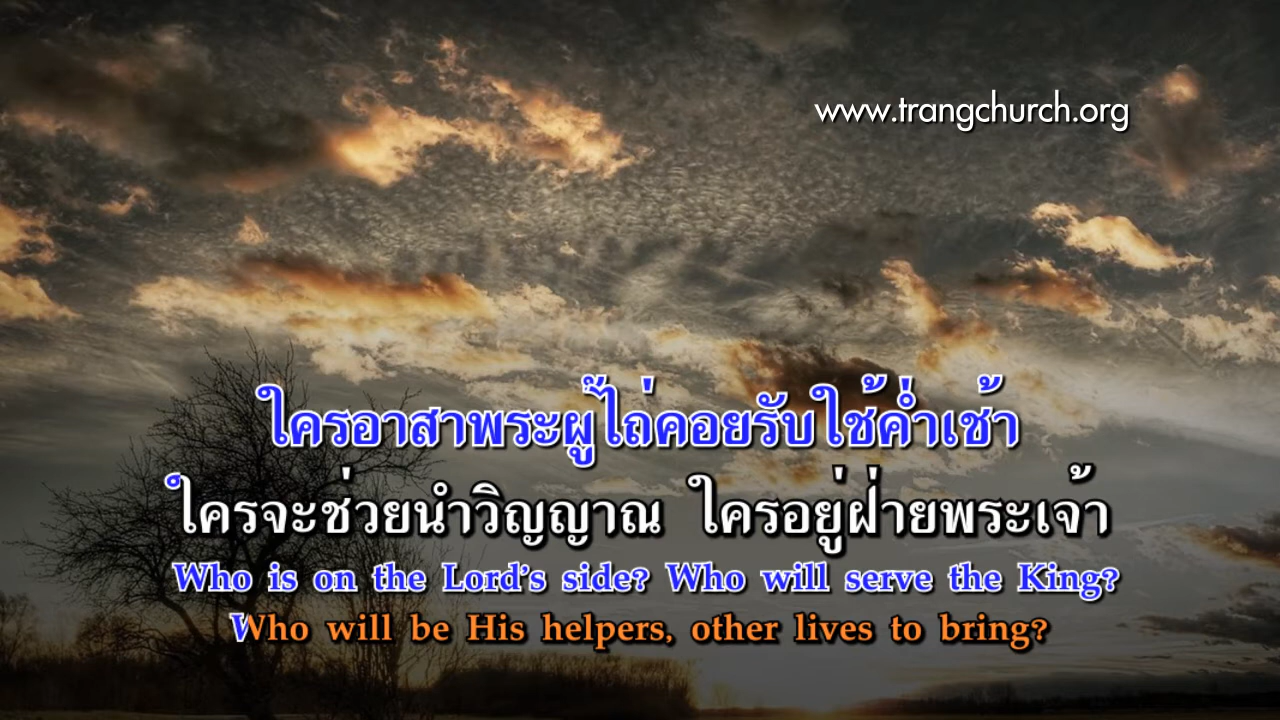 www.trangchurch.org
ใครอาสาพระผู้ไถ่คอยรับใช้ค่ำเช้า
ใครจะช่วยนำวิญญาณ ใครอยู่ฝ่ายพระเจ้า
Who is on the Lord's side? Who will serve the King?
Who will be His helpers, other lives to bring?